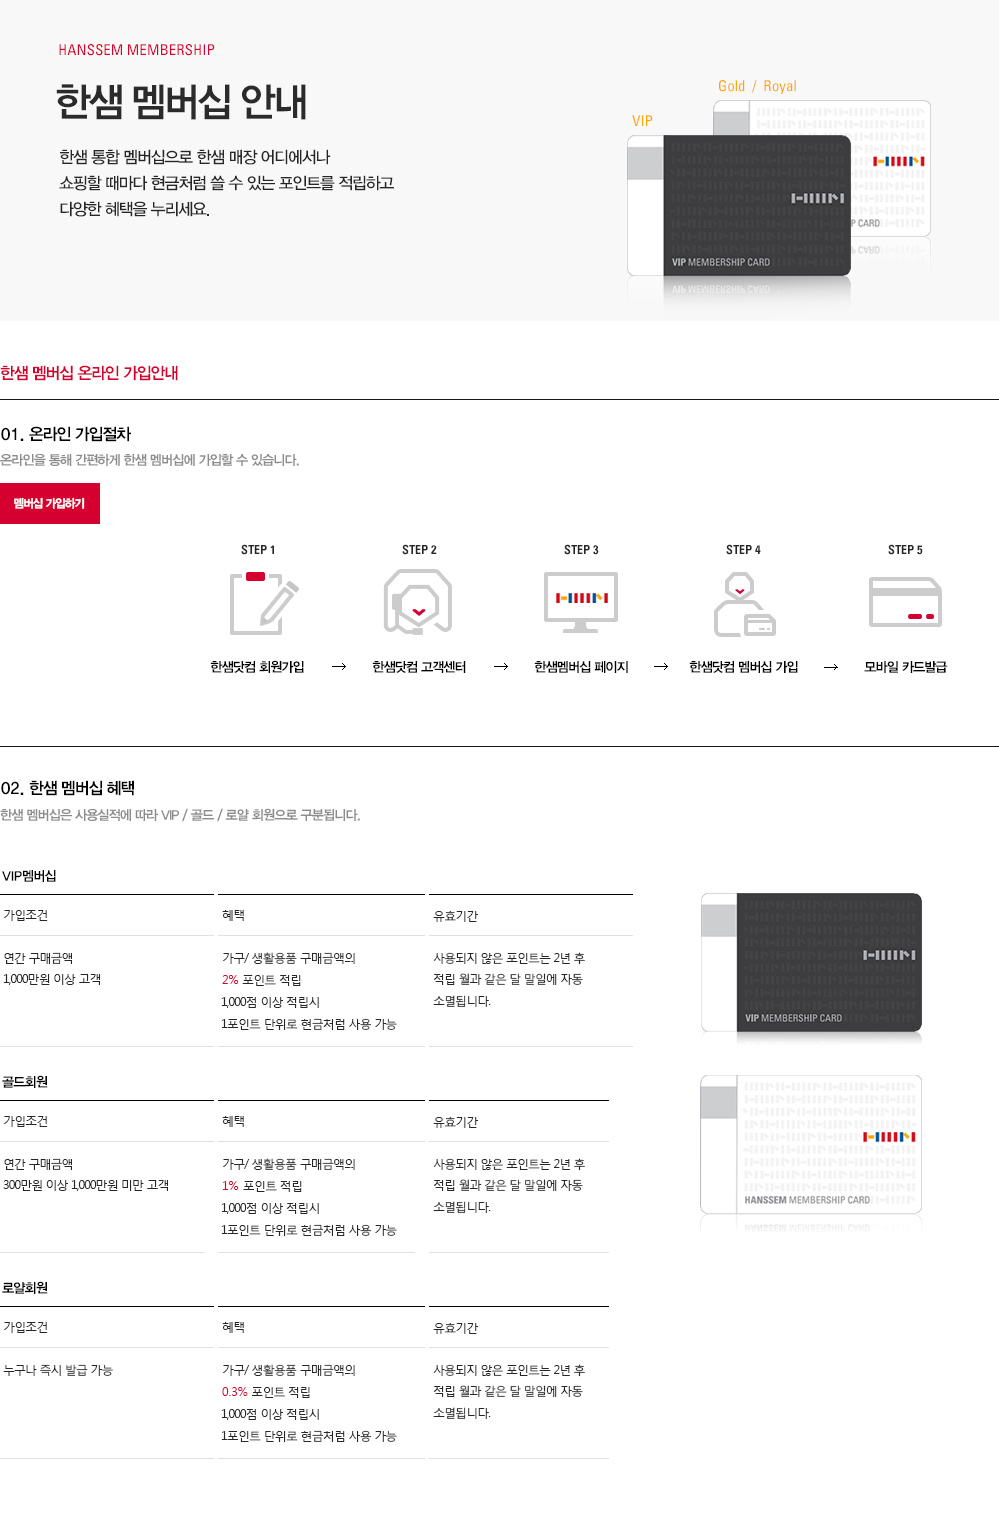 HANSSEM MEMBERSHIP
한샘 멤버십 안내
한샘 통합 멤버십으로 한샘 매장 어디에서나
쇼핑할 때마다 현금처럼 쓸 수 있는 포인트를 적립하고
다양한 혜택을 누리세요.
Gold / Royal
VIP
P CARD
VIP MEMBERSHIP CARD
한샘 멤버십 온라인 가입안내
01. 온라인 가입절차
온라인을 통해 간편하게 한샘 멤버십에 가입할 수 있습니다.
멤버십 가입하기
STEP 1 STEP 2 STEP 3 STEP 4 STEP 5
한샘닷컴 회원가입 → 한샘닷컴 고객센터 → 한샘멤버십 페이지 → 한샘닷컴 멤버십 가입 → 모바일 카드발급
02. 한샘 멤버십 혜택
한샘 멤버십은 사용실적에 따라 VIP / 골드 / 로얄 회원으로 구분됩니다.
VIP멤버십
가입조건 혜택 유효기간
연간 구매금액 가구/ 생활용품 구매금액의 사용되지 않은 포인트는 2년 후
1,000만원 이상 고객 2% 포인트 적립 적립 월과 같은 달 말일에 자동
1,000점 이상 적립시 소멸됩니다.
1포인트 단위로 현금처럼 사용 가능
VIP MEMBERSHIP CARD
골드회원
가입조건 혜택 유효기간
연간 구매금액 가구/ 생활용품 구매금액의 사용되지 않은 포인트는 2년 후
300만원 이상 1,000만원 미만 고객 1% 포인트 적립 적립 월과 같은 달 말일에 자동
1,000점 이상 적립시 소멸됩니다.
1포인트 단위로 현금처럼 사용 가능
HANSSEM MEMBERSHIP CARD
로얄회원
가입조건 혜택 유효기간
누구나 즉시 발급 가능 가구/ 생활용품 구매금액의 사용되지 않은 포인트는 2년 후
0.3% 포인트 적립 적립 월과 같은 달 말일에 자동
1,000점 이상 적립시 소멸됩니다.
1포인트 단위로 현금처럼 사용 가능